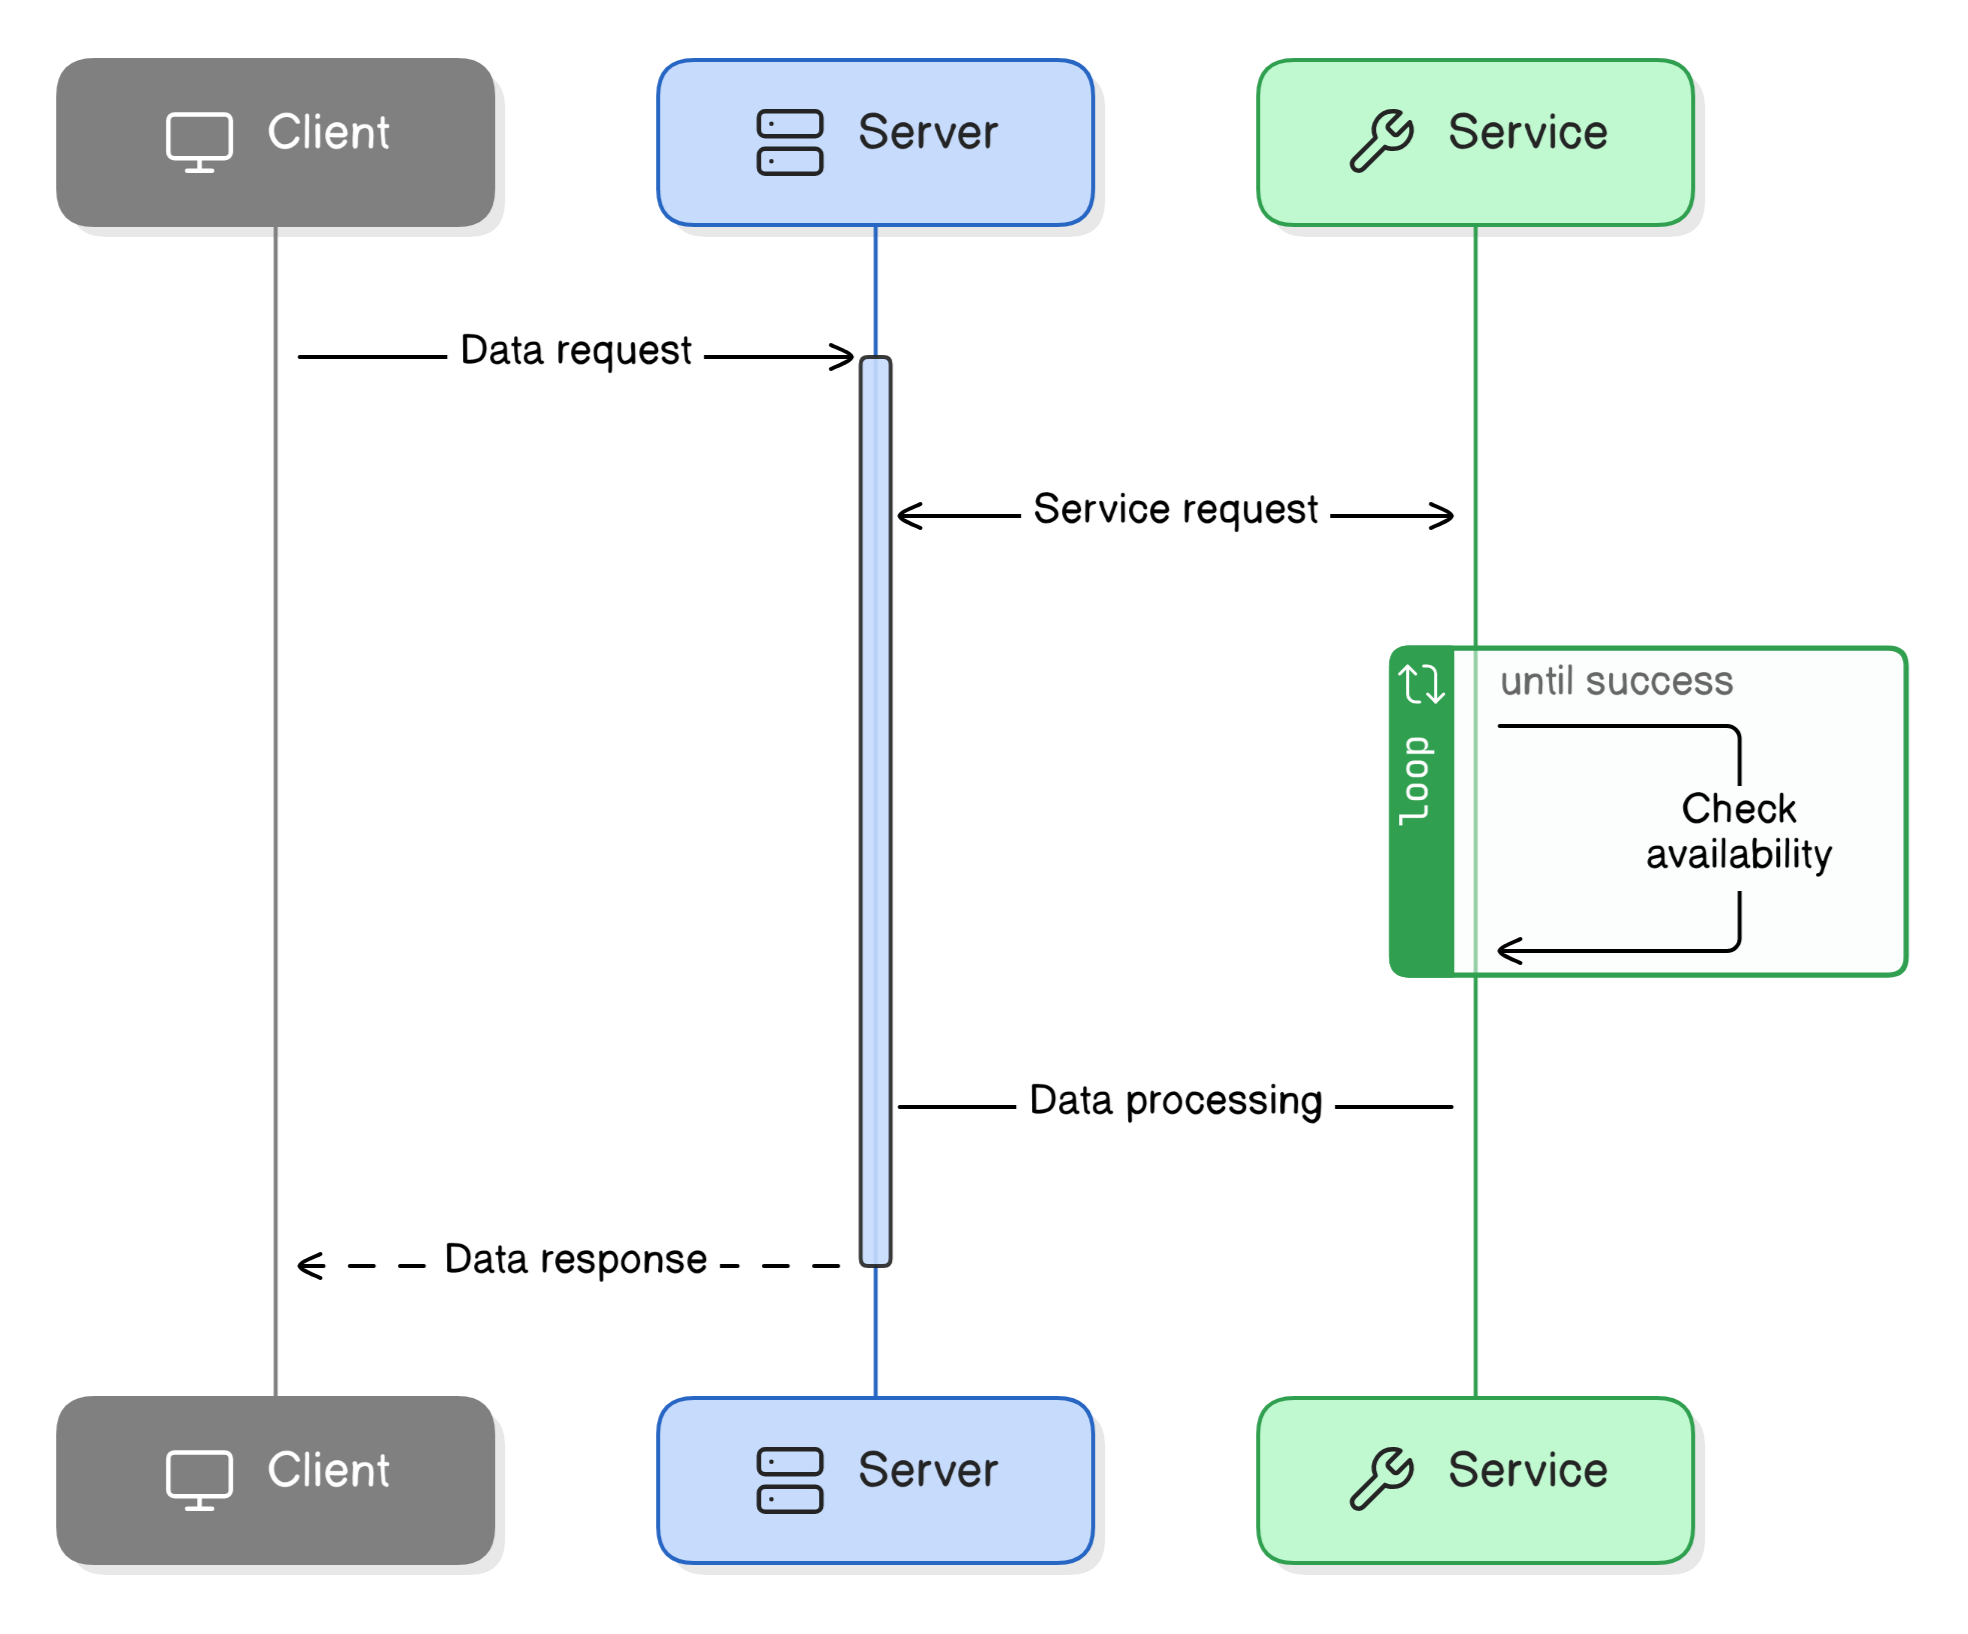 Client
Server
Service
Data request
Service request
until success
loop
Check
availability
Data processing
Data response
Client
Server
Service